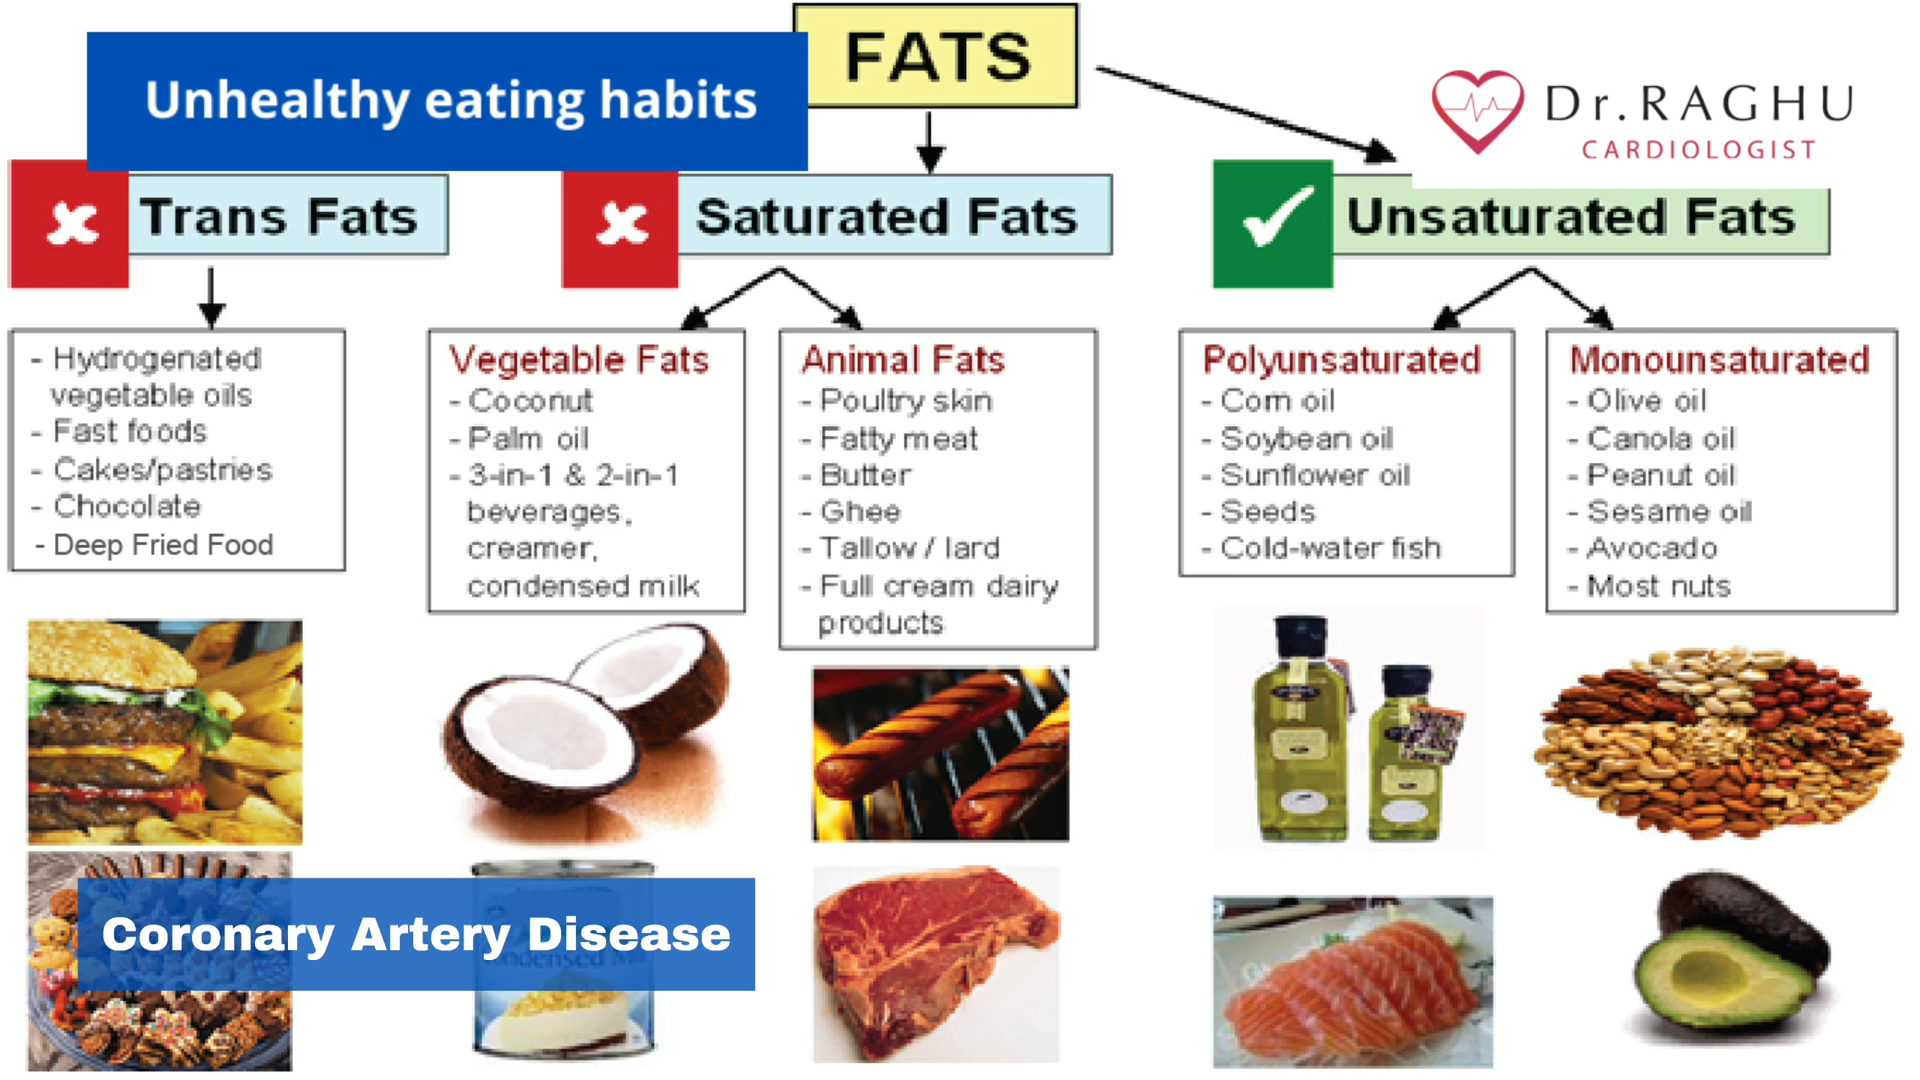 FATS
Unhealthy eating habits
Dr.RAGHU
CARDIOLOGIST
Trans Fats
Saturated Fats
Unsaturated Fats
- Hydrogenated
vegetable oils
- Fast foods
- Cakes/pastries
- Chocolate
- Deep Fried Food
Vegetable Fats
- Coconut
- Palm oil
- 3-in-1 & 2-in-1
beverages,
creamer,
condensed milk
Animal Fats
- Poultry skin
- Fatty meat
- Butter
- Ghee
- Tallow / lard
- Full cream dairy
products
Polyunsaturated
- Corn oil
- Soybean oil
- Sunflower oil
- Seeds
- Cold-water fish
Monounsaturated
- Olive oil
- Canola oil
- Peanut oil
- Sesame oil
- Avocado
- Most nuts
Coronary Artery Disease